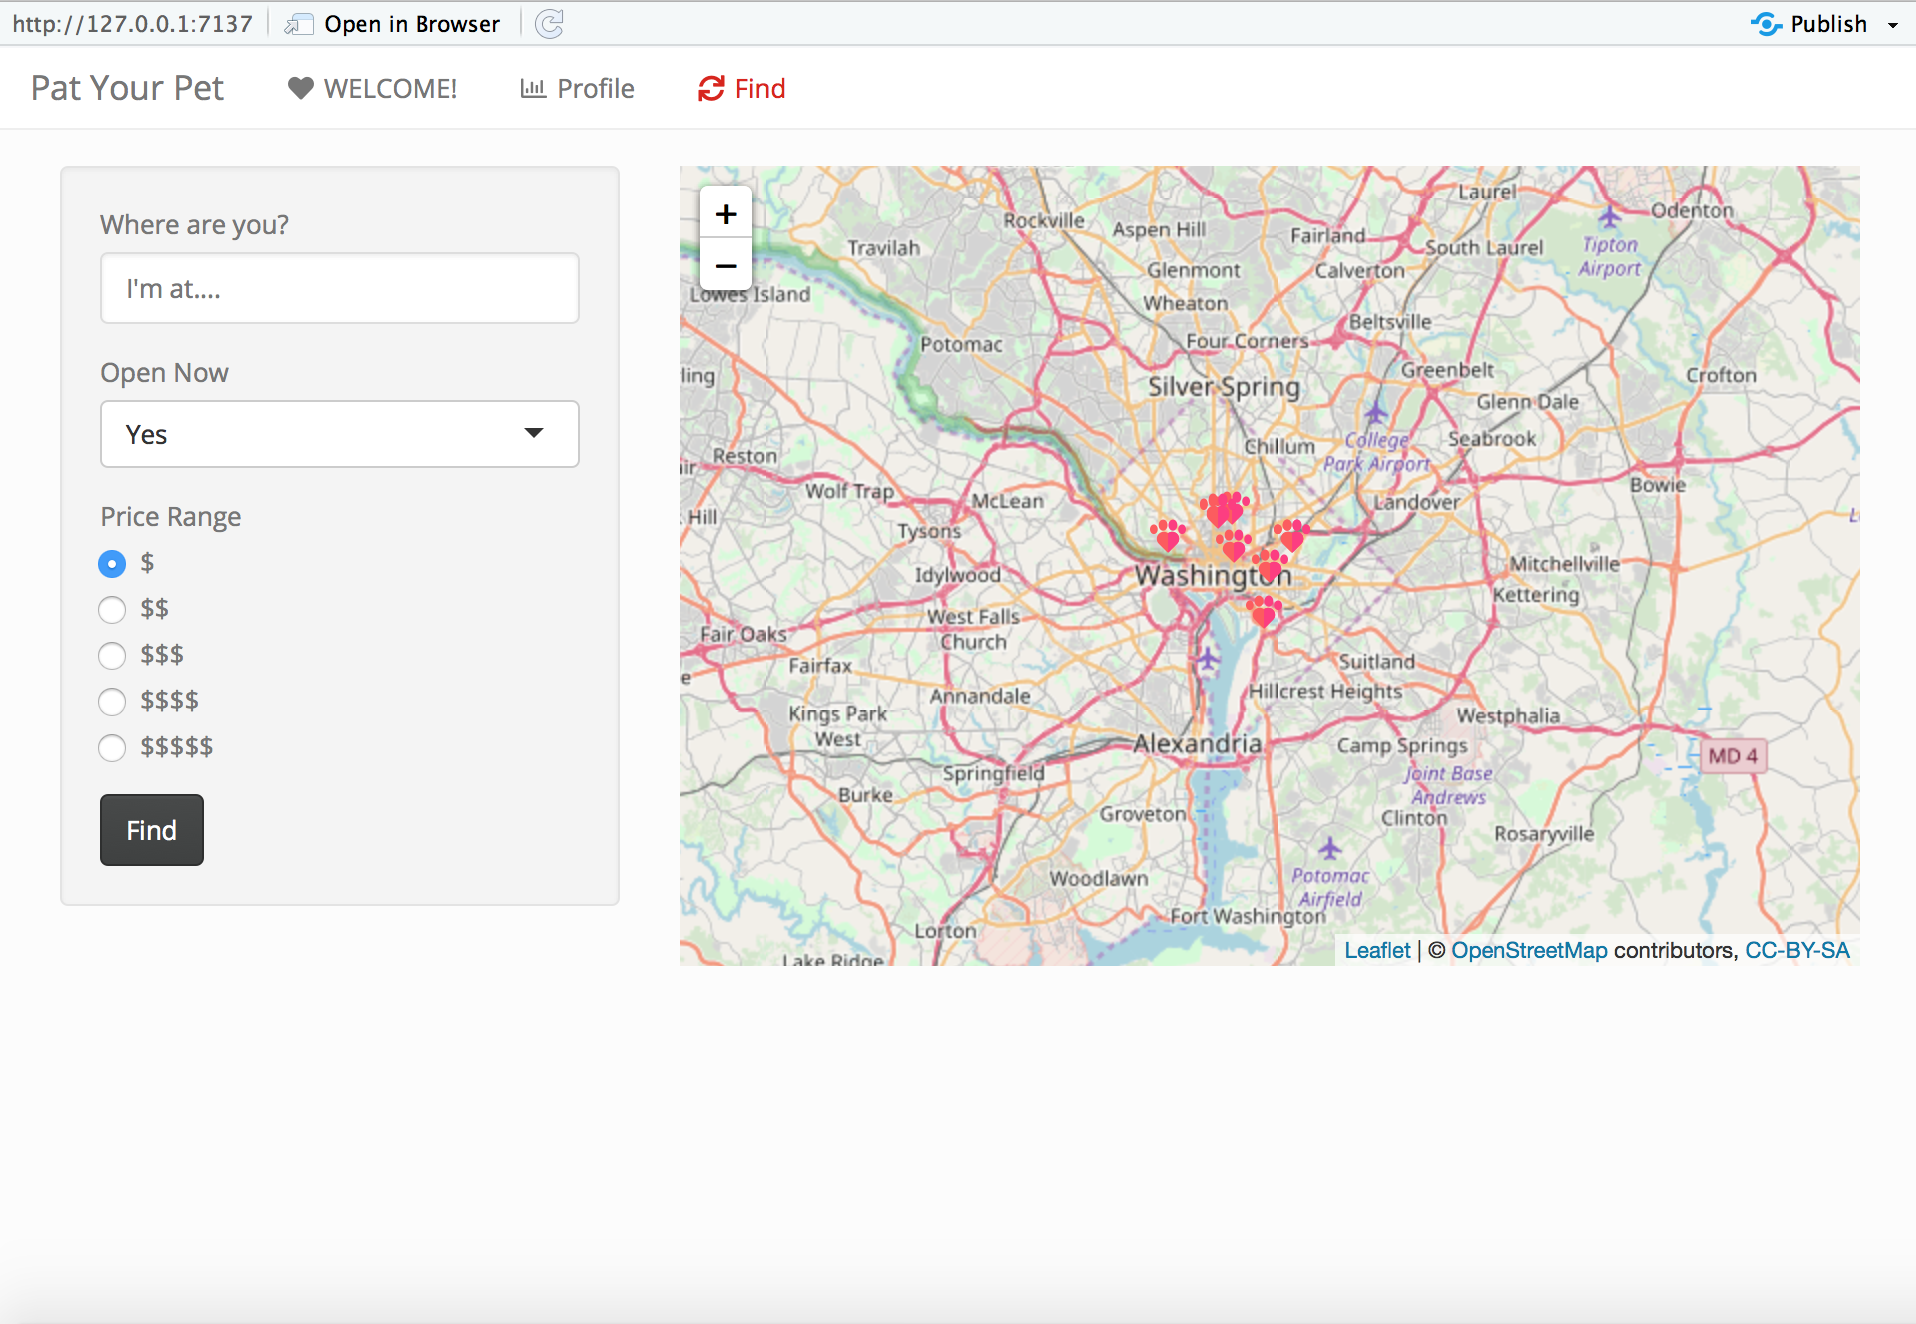 http://127.0.0.1:7137 Open in Browser Publish
Pat Your Pet WELCOME! Profile Find
Where are you?
I'm at....
Open Now
Yes
Price Range
$
$$
$$$
$$$$
$$$$$
Find
+
−
Laurel
Rockville
Odenton
Aspen Hill
Fairland
Travilah
South Laurel
Tipton
Airport
Glenmont
Calverton
Lowes Island
Wheaton
Beltsville
Potomac
Four Corners
Greenbelt
ling
Crofton
Silver Spring
Glenn Dale
Chillum
College
Park Airport
Seabrook
Reston
Wolf Trap
McLean
Landover
Bowie
Hill
Tysons
Idylwood
Washington
Mitchellville
Kettering
West Falls
Church
Fair Oaks
Fairfax
Suitland
Annandale
Hillcrest Heights
Kings Park
West
Westphalia
Alexandria
Camp Springs
MD 4
Springfield
Joint Base
Andrews
Burke
Groveton
Clinton
Rosaryville
Woodlawn
Potomac
Airfield
Fort Washington
Lorton
Lake Ridge
Leaflet | © OpenStreetMap contributors, CC-BY-SA